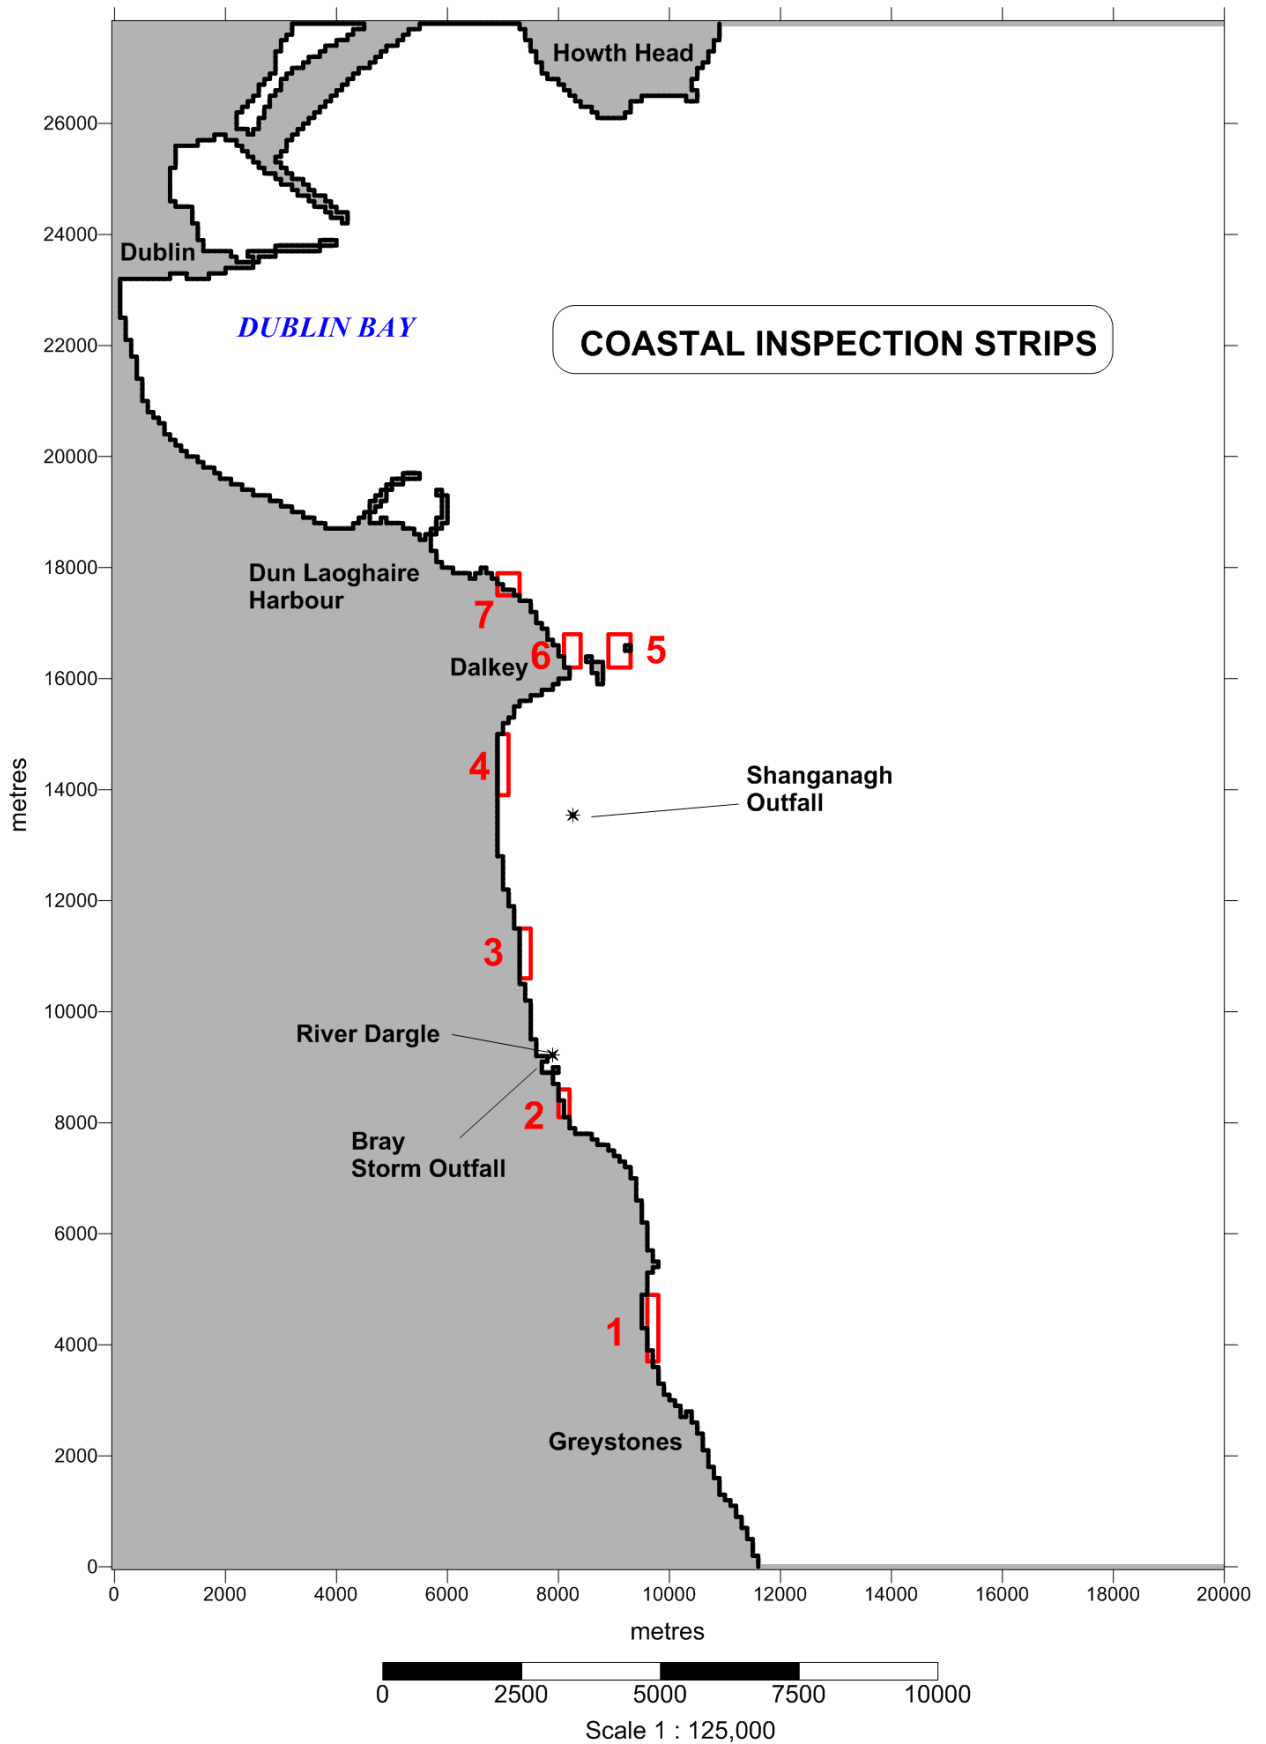 Howth Head
26000
24000
Dublin
DUBLIN BAY
COASTAL INSPECTION STRIPS
22000
20000
18000
Dun Laoghaire
Harbour
7
6
5
Dalkey
16000
4
Shanganagh
Outfall
14000
metres
12000
3
10000
River Dargle
2
8000
Bray
Storm Outfall
6000
1
4000
Greystones
2000
0
0 2000 4000 6000 8000 10000 12000 14000 16000 18000 20000
metres
0 2500 5000 7500 10000
Scale 1 : 125,000